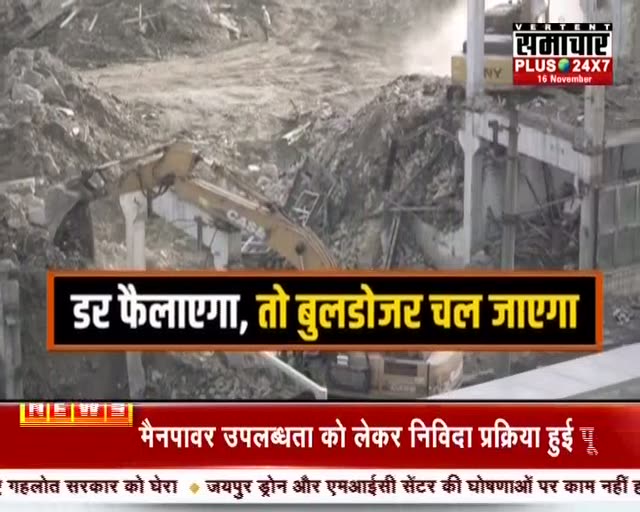 VERTENT
समाचार
PLUS 24X7
16 November
डर फैलाएगा, तो बुलडोजर चल जाएगा
NEWS
मैनपावर उपलब्धता को लेकर निविदा प्रक्रिया हुई
गहलोत सरकार को घेरा ◆ जयपुर ड्रोन और एमआईसी सेंटर की घोषणाओं पर काम नहीं